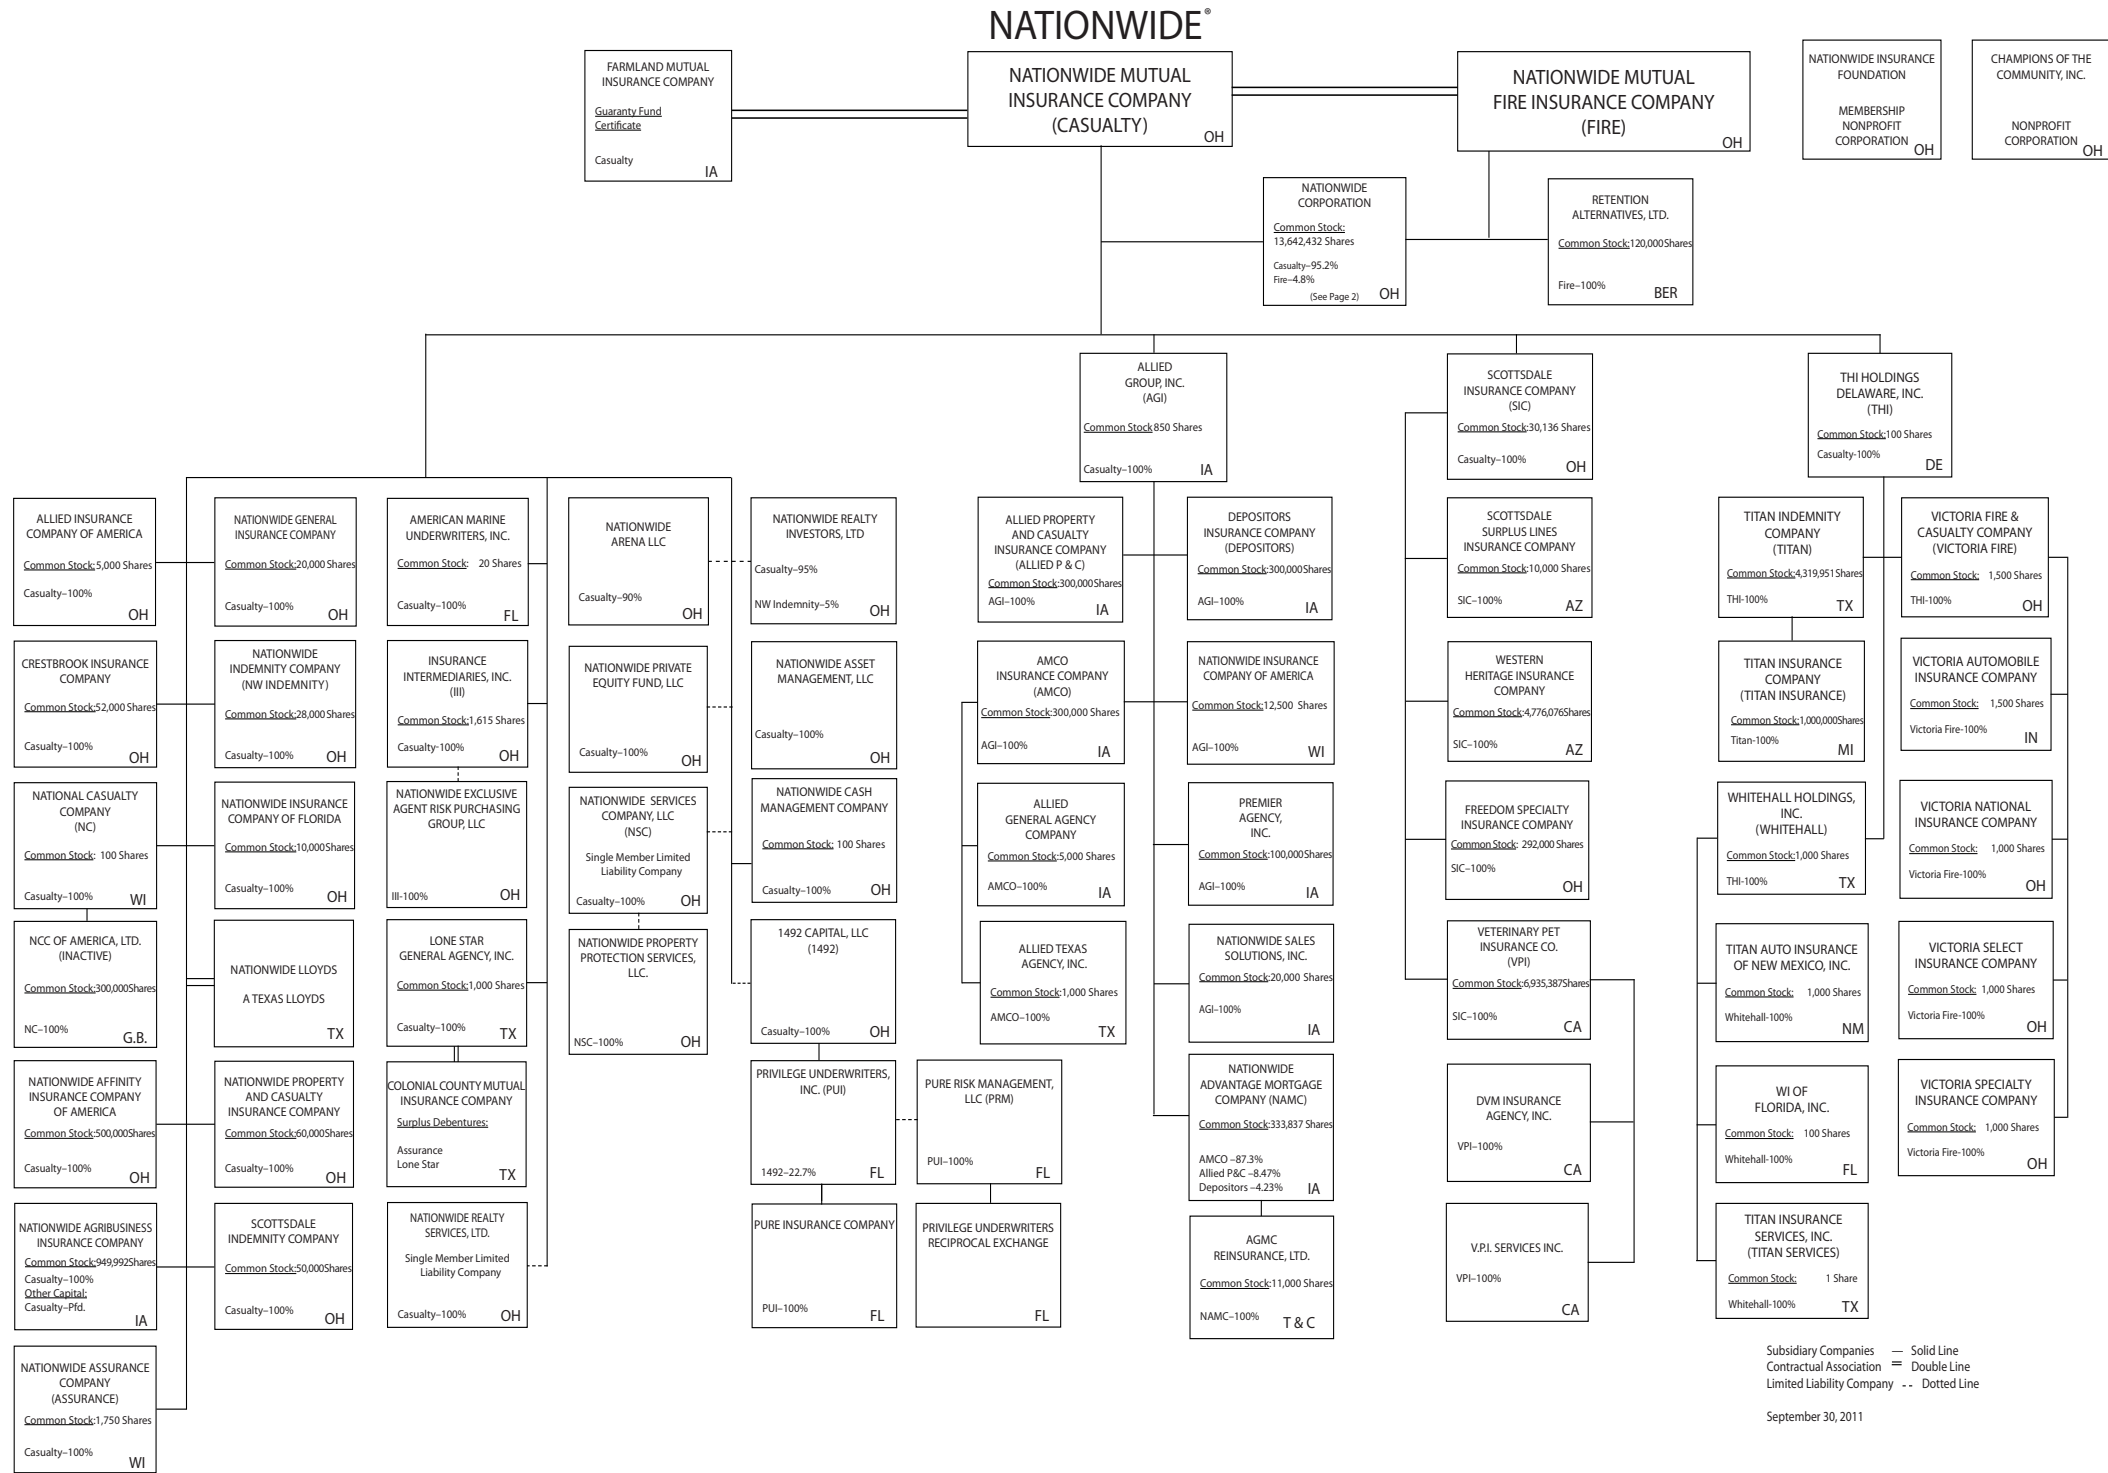 NATIONWIDE®
FARMLAND MUTUAL
INSURANCE COMPANY
Guaranty Fund
Certificate
Casualty
IA
NATIONWIDE MUTUAL
INSURANCE COMPANY
(CASUALTY)
OH
NATIONWIDE MUTUAL
FIRE INSURANCE COMPANY
(FIRE)
OH
NATIONWIDE INSURANCE
FOUNDATION
MEMBERSHIP
NONPROFIT
CORPORATION
OH
CHAMPIONS OF THE
COMMUNITY, INC.
NONPROFIT
CORPORATION
OH
NATIONWIDE
CORPORATION
Common Stock:
13,642,432 Shares
Casualty–95.2%
Fire–4.8%
(See Page 2)
OH
RETENTION
ALTERNATIVES, LTD.
Common Stock:120,000Shares
Fire–100%
BER
ALLIED
GROUP, INC.
(AGI)
Common Stock 850 Shares
Casualty–100%
IA
SCOTTSDALE
INSURANCE COMPANY
(SIC)
Common Stock:30,136 Shares
Casualty–100%
OH
THI HOLDINGS
DELAWARE, INC.
(THI)
Common Stock:100 Shares
Casualty-100%
DE
ALLIED INSURANCE
COMPANY OF AMERICA
Common Stock:5,000 Shares
Casualty–100%
OH
NATIONWIDE GENERAL
INSURANCE COMPANY
Common Stock:20,000Shares
Casualty–100%
OH
AMERICAN MARINE
UNDERWRITERS, INC.
Common Stock: 20 Shares
Casualty–100%
FL
NATIONWIDE
ARENA LLC
Casualty–90%
OH
NATIONWIDE REALTY
INVESTORS, LTD
Casualty–95%
NW Indemnity–5%
OH
ALLIED PROPERTY
AND CASUALTY
INSURANCE COMPANY
(ALLIED P & C)
Common Stock:300,000Shares
AGI–100%
IA
DEPOSITORS
INSURANCE COMPANY
(DEPOSITORS)
Common Stock:300,000Shares
AGI–100%
IA
SCOTTSDALE
SURPLUS LINES
INSURANCE COMPANY
Common Stock:10,000 Shares
SIC–100%
AZ
TITAN INDEMNITY
COMPANY
(TITAN)
Common Stock:4,319,951Shares
THI-100%
TX
VICTORIA FIRE &
CASUALTY COMPANY
(VICTORIA FIRE)
Common Stock: 1,500 Shares
THI-100%
OH
CRESTBROOK INSURANCE
COMPANY
Common Stock:52,000 Shares
Casualty–100%
OH
NATIONWIDE
INDEMNITY COMPANY
(NW INDEMNITY)
Common Stock:28,000Shares
Casualty–100%
OH
INSURANCE
INTERMEDIARIES, INC.
(III)
Common Stock:1,615 Shares
Casualty-100%
OH
NATIONWIDE PRIVATE
EQUITY FUND, LLC
Casualty–100%
OH
NATIONWIDE ASSET
MANAGEMENT, LLC
Casualty–100%
OH
AMCO
INSURANCE COMPANY
(AMCO)
Common Stock:300,000 Shares
AGI–100%
IA
NATIONWIDE INSURANCE
COMPANY OF AMERICA
Common Stock:12,500 Shares
AGI–100%
WI
WESTERN
HERITAGE INSURANCE
COMPANY
Common Stock:4,776,076Shares
SIC–100%
AZ
TITAN INSURANCE
COMPANY
(TITAN INSURANCE)
Common Stock:1,000,000Shares
Titan-100%
MI
VICTORIA AUTOMOBILE
INSURANCE COMPANY
Common Stock: 1,500 Shares
Victoria Fire-100%
IN
NATIONAL CASUALTY
COMPANY
(NC)
Common Stock: 100 Shares
Casualty–100%
WI
NATIONWIDE INSURANCE
COMPANY OF FLORIDA
Common Stock:10,000Shares
Casualty–100%
OH
NATIONWIDE EXCLUSIVE
AGENT RISK PURCHASING
GROUP, LLC
III-100%
OH
NATIONWIDE SERVICES
COMPANY, LLC
(NSC)
Single Member Limited
Liability Company
Casualty–100%
OH
NATIONWIDE CASH
MANAGEMENT COMPANY
Common Stock: 100 Shares
Casualty–100%
OH
ALLIED
GENERAL AGENCY
COMPANY
Common Stock:5,000 Shares
AMCO–100%
IA
PREMIER
AGENCY,
INC.
Common Stock:100,000Shares
AGI–100%
IA
FREEDOM SPECIALTY
INSURANCE COMPANY
Common Stock: 292,000 Shares
SIC–100%
OH
WHITEHALL HOLDINGS,
INC.
(WHITEHALL)
Common Stock:1,000 Shares
THI-100%
TX
VICTORIA NATIONAL
INSURANCE COMPANY
Common Stock: 1,000 Shares
Victoria Fire-100%
OH
NCC OF AMERICA, LTD.
(INACTIVE)
Common Stock:300,000Shares
NC–100%
G.B.
NATIONWIDE LLOYDS
A TEXAS LLOYDS
TX
LONE STAR
GENERAL AGENCY, INC.
Common Stock:1,000 Shares
Casualty–100%
TX
NATIONWIDE PROPERTY
PROTECTION SERVICES,
LLC.
NSC–100%
OH
1492 CAPITAL, LLC
(1492)
Casualty–100%
OH
ALLIED TEXAS
AGENCY, INC.
Common Stock:1,000 Shares
AMCO–100%
TX
NATIONWIDE SALES
SOLUTIONS, INC.
Common Stock:20,000 Shares
AGI–100%
IA
VETERINARY PET
INSURANCE CO.
(VPI)
Common Stock:6,935,387Shares
SIC–100%
CA
TITAN AUTO INSURANCE
OF NEW MEXICO, INC.
Common Stock: 1,000 Shares
Whitehall-100%
NM
VICTORIA SELECT
INSURANCE COMPANY
Common Stock: 1,000 Shares
Victoria Fire-100%
OH
NATIONWIDE AFFINITY
INSURANCE COMPANY
OF AMERICA
Common Stock:500,000Shares
Casualty–100%
OH
NATIONWIDE PROPERTY
AND CASUALTY
INSURANCE COMPANY
Common Stock:60,000Shares
Casualty–100%
OH
COLONIAL COUNTY MUTUAL
INSURANCE COMPANY
Surplus Debentures:
Assurance
Lone Star
TX
PRIVILEGE UNDERWRITERS,
INC. (PUI)
1492–22.7%
FL
PURE RISK MANAGEMENT,
LLC (PRM)
PUI–100%
FL
NATIONWIDE
ADVANTAGE MORTGAGE
COMPANY (NAMC)
Common Stock:333,837 Shares
AMCO –87.3%
Allied P&C –8.47%
Depositors –4.23%
IA
DVM INSURANCE
AGENCY, INC.
VPI–100%
CA
WI OF
FLORIDA, INC.
Common Stock: 100 Shares
Whitehall-100%
FL
VICTORIA SPECIALTY
INSURANCE COMPANY
Common Stock: 1,000 Shares
Victoria Fire-100%
OH
NATIONWIDE AGRIBUSINESS
INSURANCE COMPANY
Common Stock:949,992Shares
Casualty–100%
Other Capital:
Casualty–Pfd.
IA
SCOTTSDALE
INDEMNITY COMPANY
Common Stock:50,000Shares
Casualty–100%
OH
NATIONWIDE REALTY
SERVICES, LTD.
Single Member Limited
Liability Company
Casualty–100%
OH
PURE INSURANCE COMPANY
PUI–100%
FL
PRIVILEGE UNDERWRITERS
RECIPROCAL EXCHANGE
FL
AGMC
REINSURANCE, LTD.
Common Stock:11,000 Shares
NAMC–100%
T & C
V.P.I. SERVICES INC.
VPI–100%
CA
TITAN INSURANCE
SERVICES, INC.
(TITAN SERVICES)
Common Stock: 1 Share
Whitehall-100%
TX
NATIONWIDE ASSURANCE
COMPANY
(ASSURANCE)
Common Stock:1,750 Shares
Casualty–100%
WI
Subsidiary Companies — Solid Line
Contractual Association = Double Line
Limited Liability Company -- Dotted Line
September 30, 2011